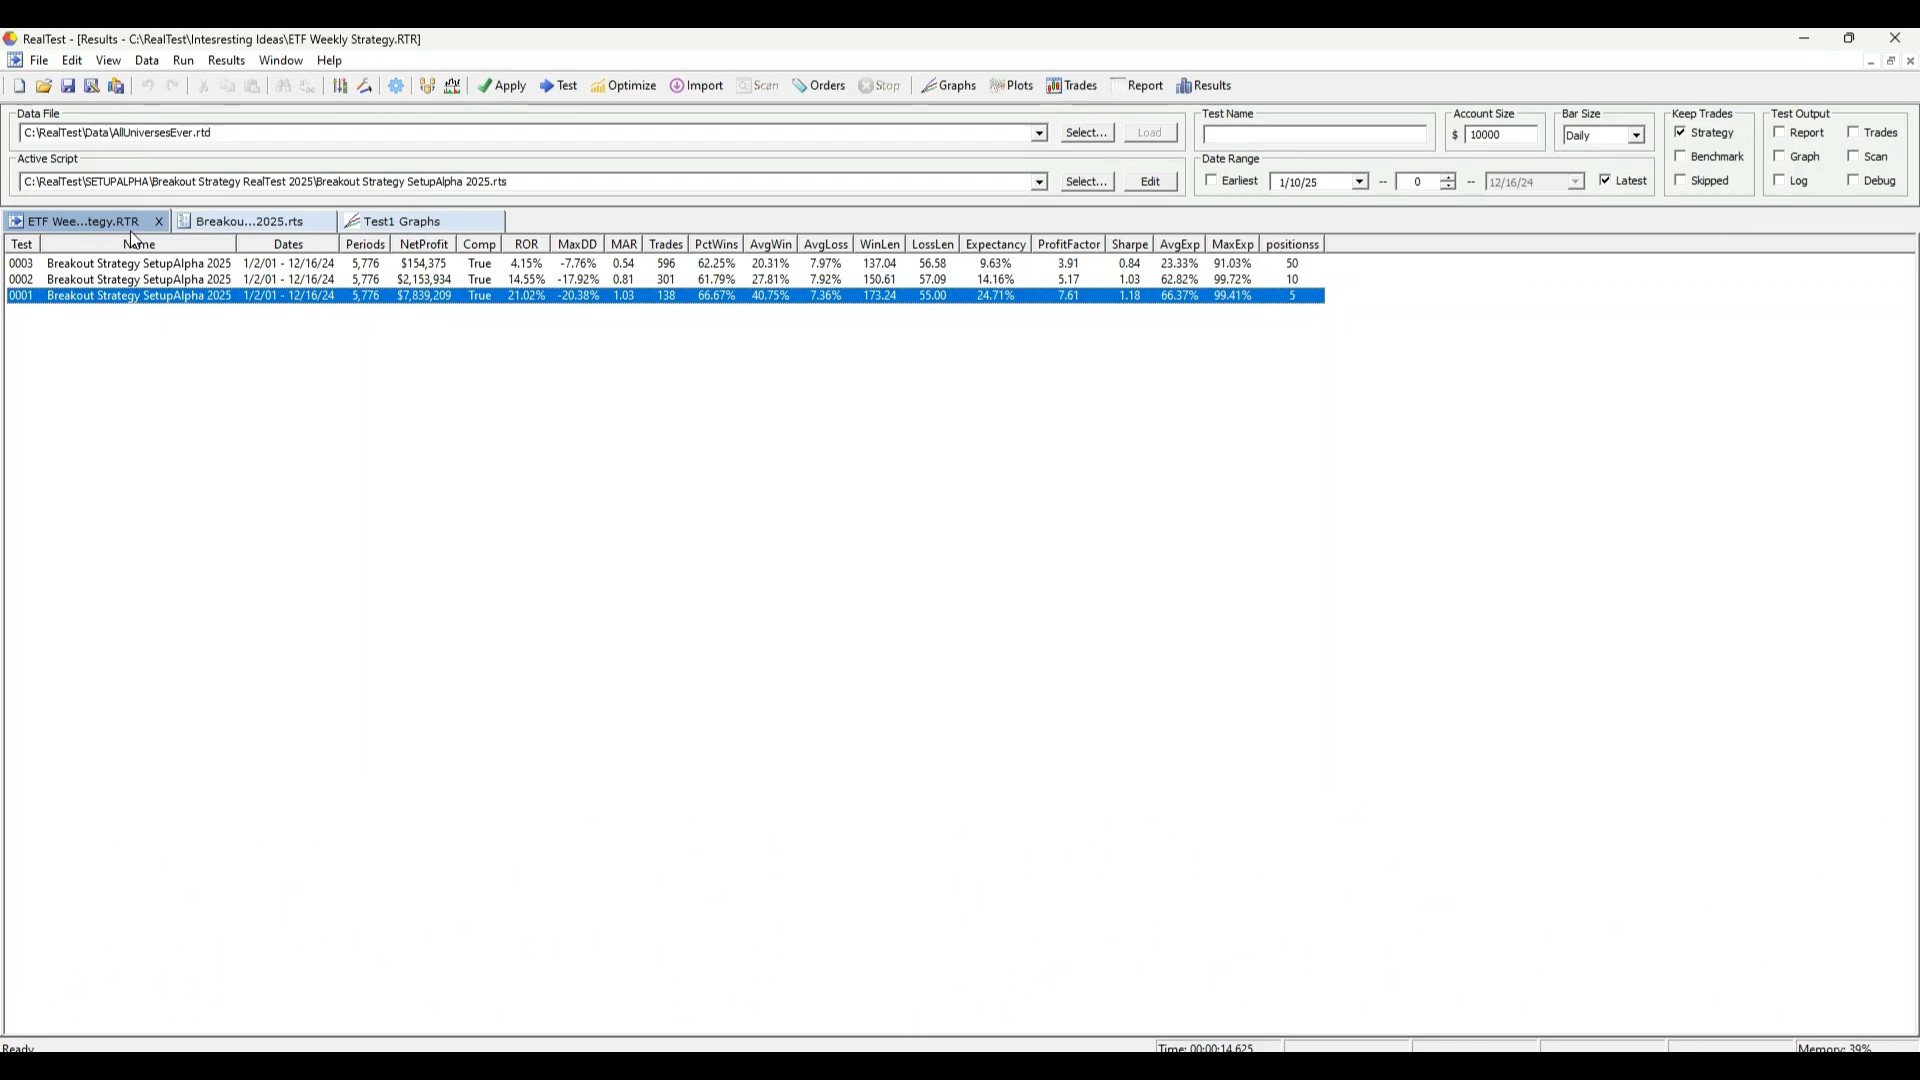 RealTest - [Results - C:\RealTest\Intesresting Ideas\ETF Weekly Strategy.RTR]
File Edit View Data Run Results Window Help
Apply Test Optimize Import Scan Orders Stop Graphs Plots Trades Report Results
Data File Test Name Account Size Bar Size Keep Trades Test Output
C:\RealTest\Data\AllUniversesEver.rtd Select... Load $ 10000 Daily Strategy Report Trades
Active Script Date Range Benchmark Graph Scan
C:\RealTest\SETUPALPHA\Breakout Strategy RealTest 2025\Breakout Strategy SetupAlpha 2025.rts Select... Edit Earliest 1/10/25 -- 0 -- 12/16/24 Latest Skipped Log Debug
ETF Wee...tegy.RTR X Breakou...2025.rts Test1 Graphs
Test Name Dates Periods NetProfit Comp ROR MaxDD MAR Trades PctWins AvgWin AvgLoss WinLen LossLen Expectancy ProfitFactor Sharpe AvgExp MaxExp positionss
0003 Breakout Strategy SetupAlpha 2025 1/2/01 - 12/16/24 5,776 $154,375 True 4.15% -7.76% 0.54 596 62.25% 20.31% 7.97% 137.04 56.58 9.63% 3.91 0.84 23.33% 91.03% 50
0002 Breakout Strategy SetupAlpha 2025 1/2/01 - 12/16/24 5,776 $2,153,934 True 14.55% -17.92% 0.81 301 61.79% 27.81% 7.92% 150.61 57.09 14.16% 5.17 1.03 62.82% 99.72% 10
0001 Breakout Strategy SetupAlpha 2025 1/2/01 - 12/16/24 5,776 $7,839,209 True 21.02% -20.38% 1.03 138 66.67% 40.75% 7.36% 173.24 55.00 24.71% 7.61 1.18 66.37% 99.41% 5
Ready Time: 00:00:14.625 Memory: 39%